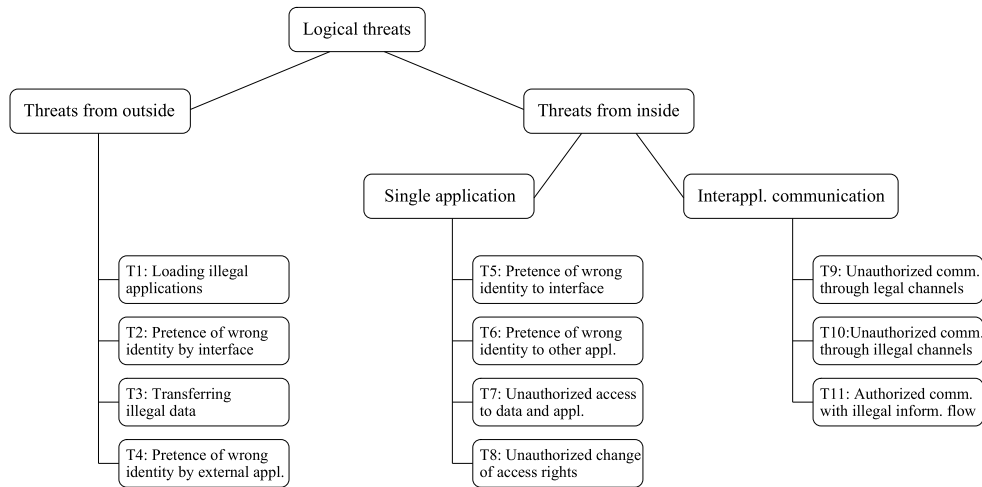 Logical threats
Threats from outside
Threats from inside
Single application
Interappl. communication
T1: Loading illegal
applications
T2: Pretence of wrong
identity by interface
T3: Transferring
illegal data
T4: Pretence of wrong
identity by external appl.
T5: Pretence of wrong
identity to interface
T6: Pretence of wrong
identity to other appl.
T7: Unauthorized access
to data and appl.
T8: Unauthorized change
of access rights
T9: Unauthorized comm.
through legal channels
T10:Unauthorized comm.
through illegal channels
T11: Authorized comm.
with illegal inform. flow